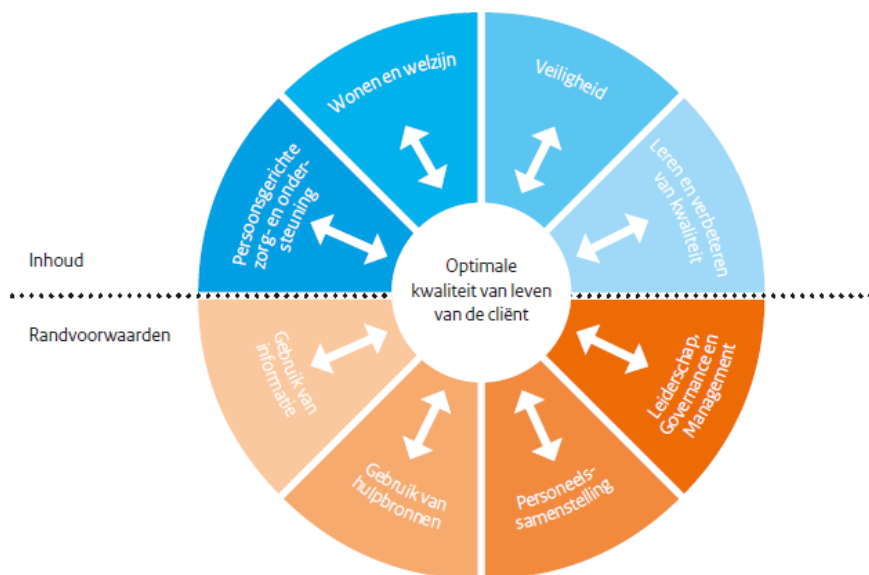 Wonen en welzijn
Veiligheid
Persoonsgerichte
zorg- en onder-
steuning
Leren en verbeteren
van kwaliteit
Inhoud
Optimale
kwaliteit van leven
van de cliënt
Randvoorwaarden
Gebruik van
informatie
Leiderschap,
Governance en
Management
Gebruik van
hulpbronnen
Personeels-
samenstelling